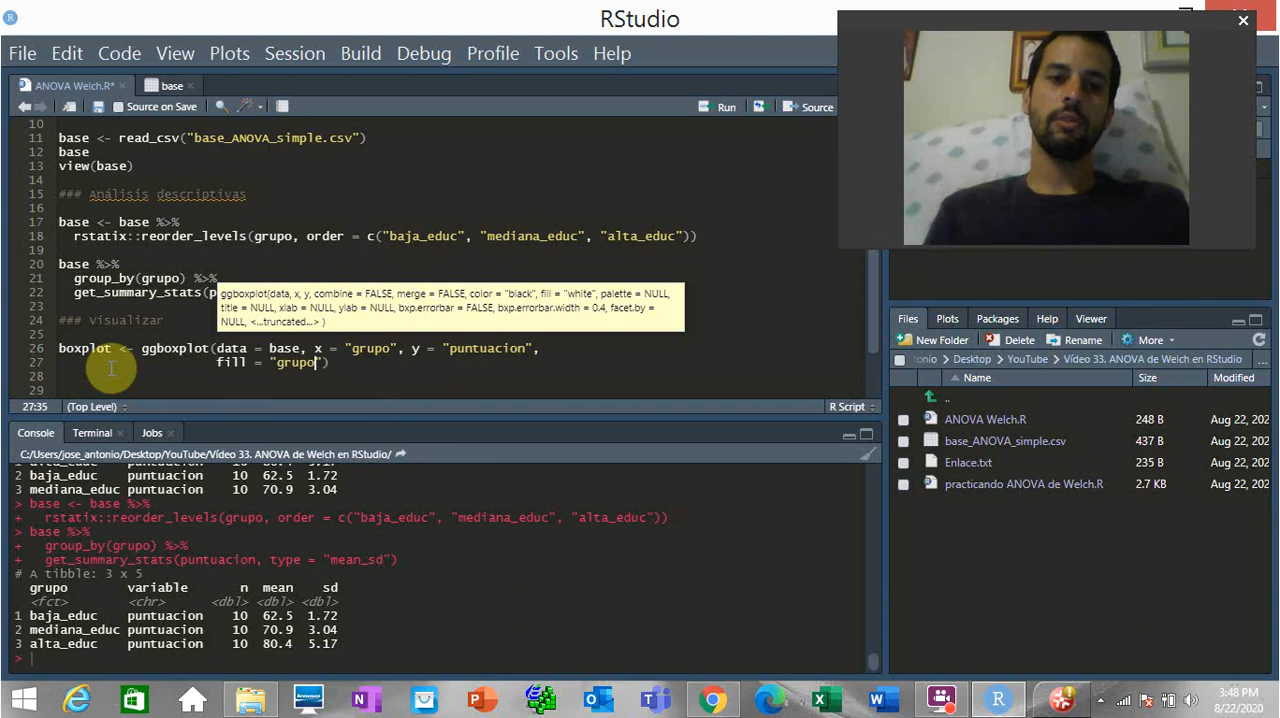 RStudio
File Edit Code View Plots Session Build Debug Profile Tools Help
ANOVA Welch.R* base
Source on Save Run Source
10
11 base <- read_csv("base_ANOVA_simple.csv")
12 base
13 view(base)
14
15 ### Análisis descriptivas
16
17 base <- base %>%
18 rstatix::reorder_levels(grupo, order = c("baja_educ", "mediana_educ", "alta_educ"))
19
20 base %>%
21 group_by(grupo) %>%
22 get_summary_stats(p
23
24 ### Visualizar
25
26 boxplot <- ggboxplot(data = base, x = "grupo", y = "puntuacion",
27 fill = "grupo")
28
29
ggboxplot(data, x, y, combine = FALSE, merge = FALSE, color = "black", fill = "white", palette = NULL,
title = NULL, xlab = NULL, ylab = NULL, bxp.errorbar = FALSE, bxp.errorbar.width = 0.4, facet.by =
NULL, <...truncated...> )
27:35 (Top Level) R Script
Console Terminal Jobs
C:/Users/jose_antonio/Desktop/YouTube/Vídeo 33. ANOVA de Welch en RStudio/
2 baja_educ puntuacion 10 62.5 1.72
3 mediana_educ puntuacion 10 70.9 3.04
> base <- base %>%
+ rstatix::reorder_levels(grupo, order = c("baja_educ", "mediana_educ", "alta_educ"))
> base %>%
+ group_by(grupo) %>%
+ get_summary_stats(puntuacion, type = "mean_sd")
# A tibble: 3 x 5
grupo variable n mean sd
<fct> <chr> <dbl> <dbl> <dbl>
1 baja_educ puntuacion 10 62.5 1.72
2 mediana_educ puntuacion 10 70.9 3.04
3 alta_educ puntuacion 10 80.4 5.17
>
Files Plots Packages Help Viewer
New Folder Delete Rename More
tonio Desktop YouTube Vídeo 33. ANOVA de Welch en RStudio ...
Name Size Modified
..
ANOVA Welch.R 248 B Aug 22, 202
base_ANOVA_simple.csv 437 B Aug 22, 202
Enlace.txt 235 B Aug 22, 202
practicando ANOVA de Welch.R 2.7 KB Aug 22, 202
3:48 PM
8/22/2020